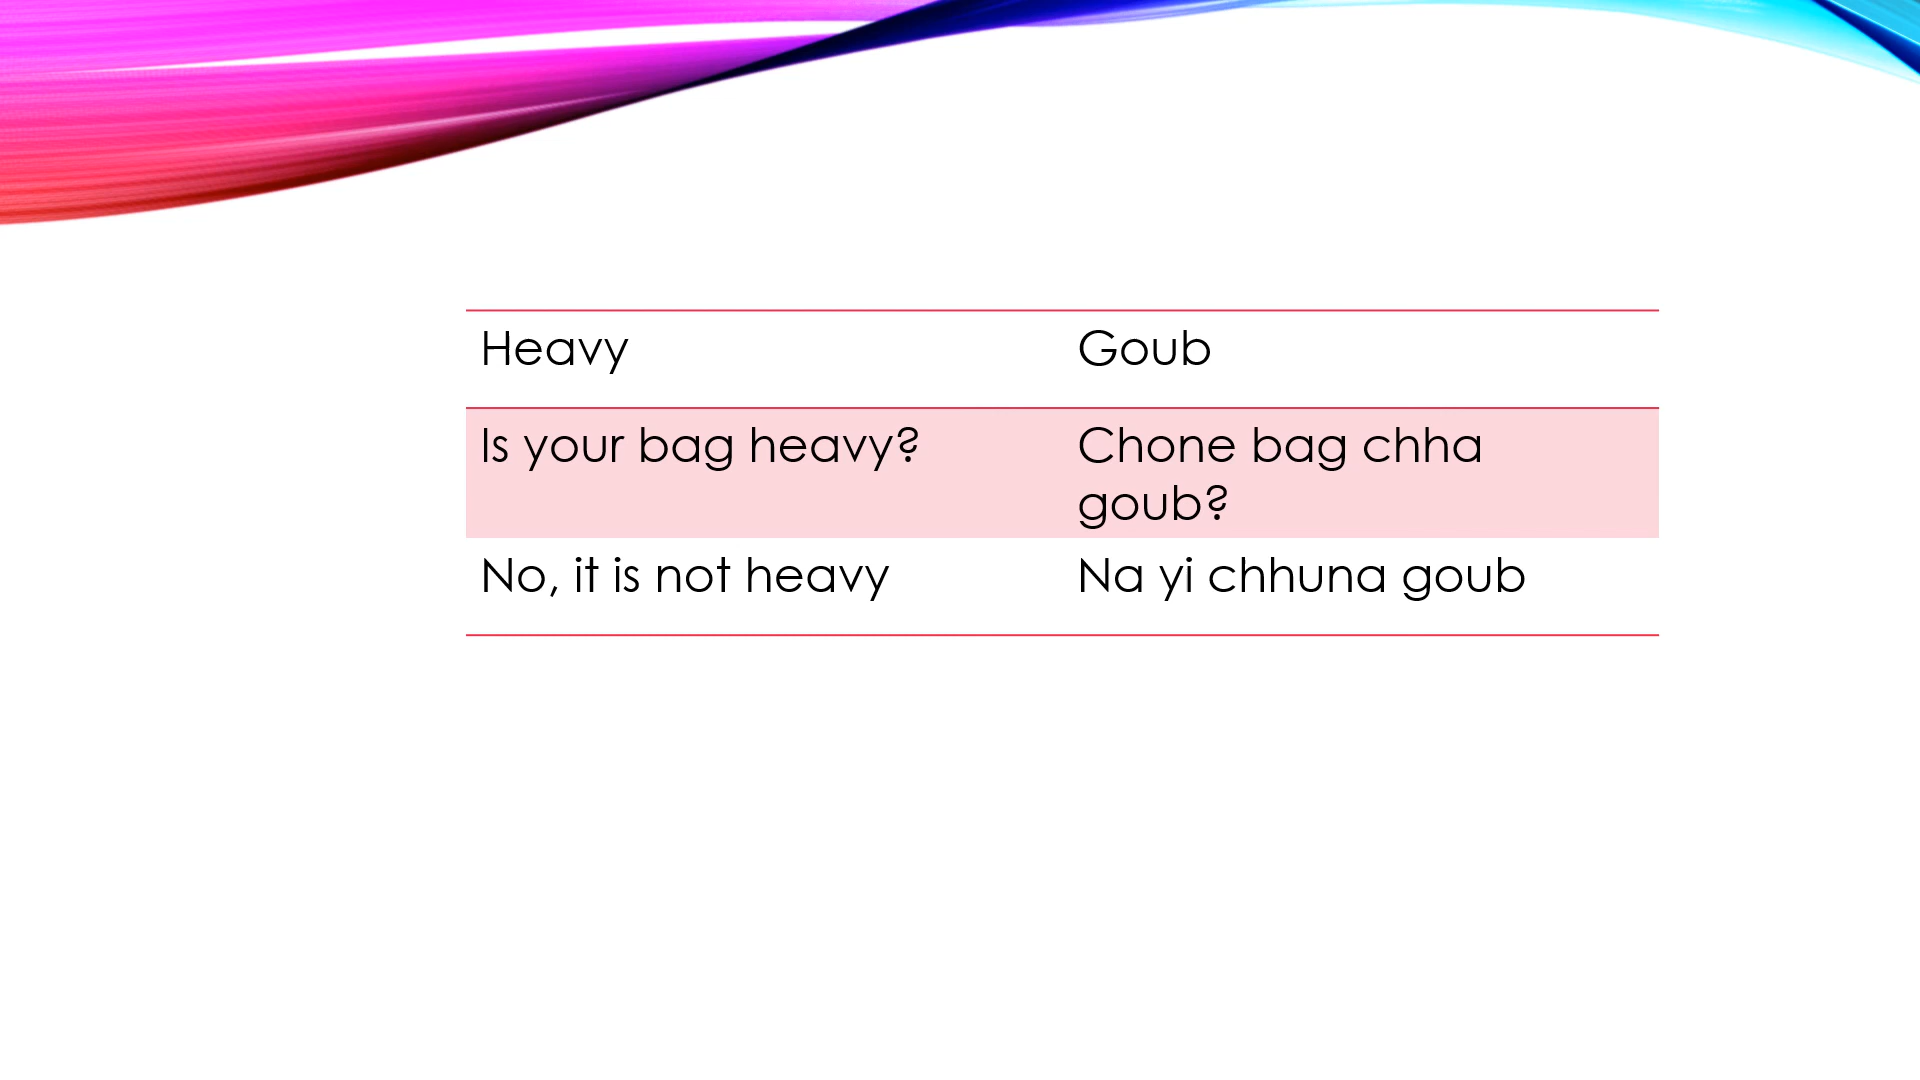 Heavy
Goub
Is your bag heavy?
Chone bag chha
goub?
No, it is not heavy
Na yi chhuna goub